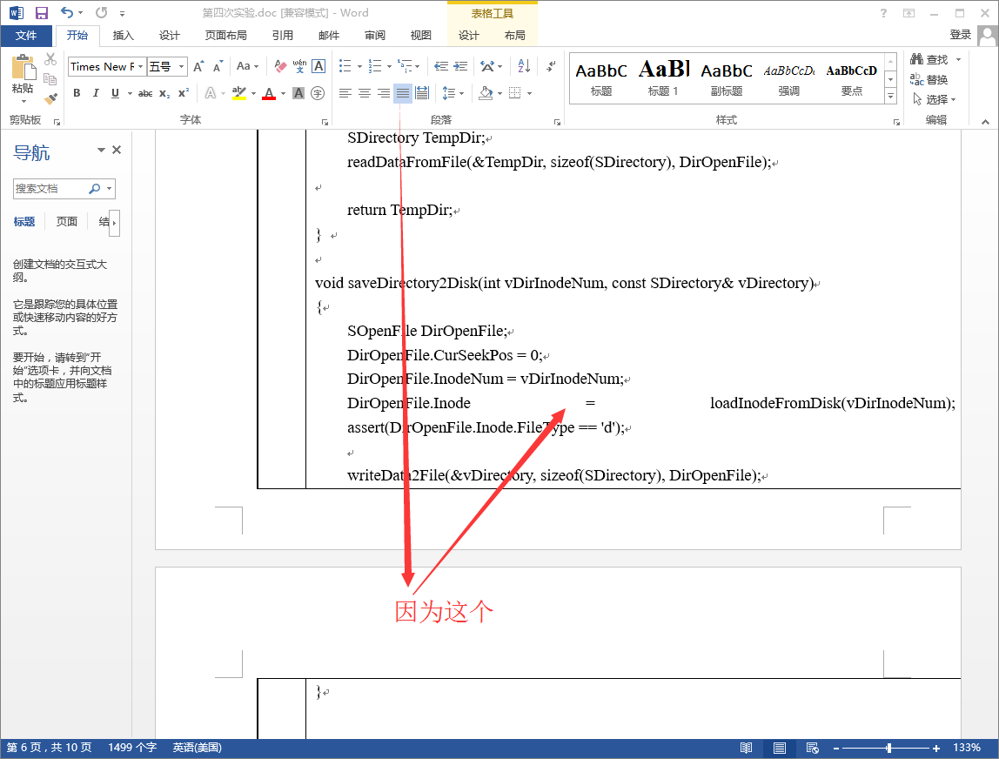 第四次实验.doc [兼容模式] - Word
表格工具
文件
开始
插入
设计
页面布局
引用
邮件
审阅
视图
设计
布局
登录
粘贴
剪贴板
Times New F
五号
Aa
wén
文
A
B I U abc x₂ x²
A
ab
A
A
字
字体
A
Z
段落
AaBbC
标题
AaBl
标题 1
AaBbC
副标题
AaBbCcDc
强调
AaBbCcD
要点
样式
查找
替换
选择
编辑
导航
搜索文档
标题
页面
结
创建文档的交互式大
纲。
它是跟踪您的具体位置
或快速移动内容的好方
式。
要开始，请转到“开
始”选项卡，并向文档
中的标题应用标题样
式。
SDirectory TempDir;
readDataFromFile(&TempDir, sizeof(SDirectory), DirOpenFile);
return TempDir;
}
void saveDirectory2Disk(int vDirInodeNum, const SDirectory& vDirectory)
{
SOpenFile DirOpenFile;
DirOpenFile.CurSeekPos = 0;
DirOpenFile.InodeNum = vDirInodeNum;
DirOpenFile.Inode = loadInodeFromDisk(vDirInodeNum);
assert(DirOpenFile.Inode.FileType == 'd');
writeData2File(&vDirectory, sizeof(SDirectory), DirOpenFile);
因为这个
}
第 6 页，共 10 页
1499 个字
英语(美国)
133%